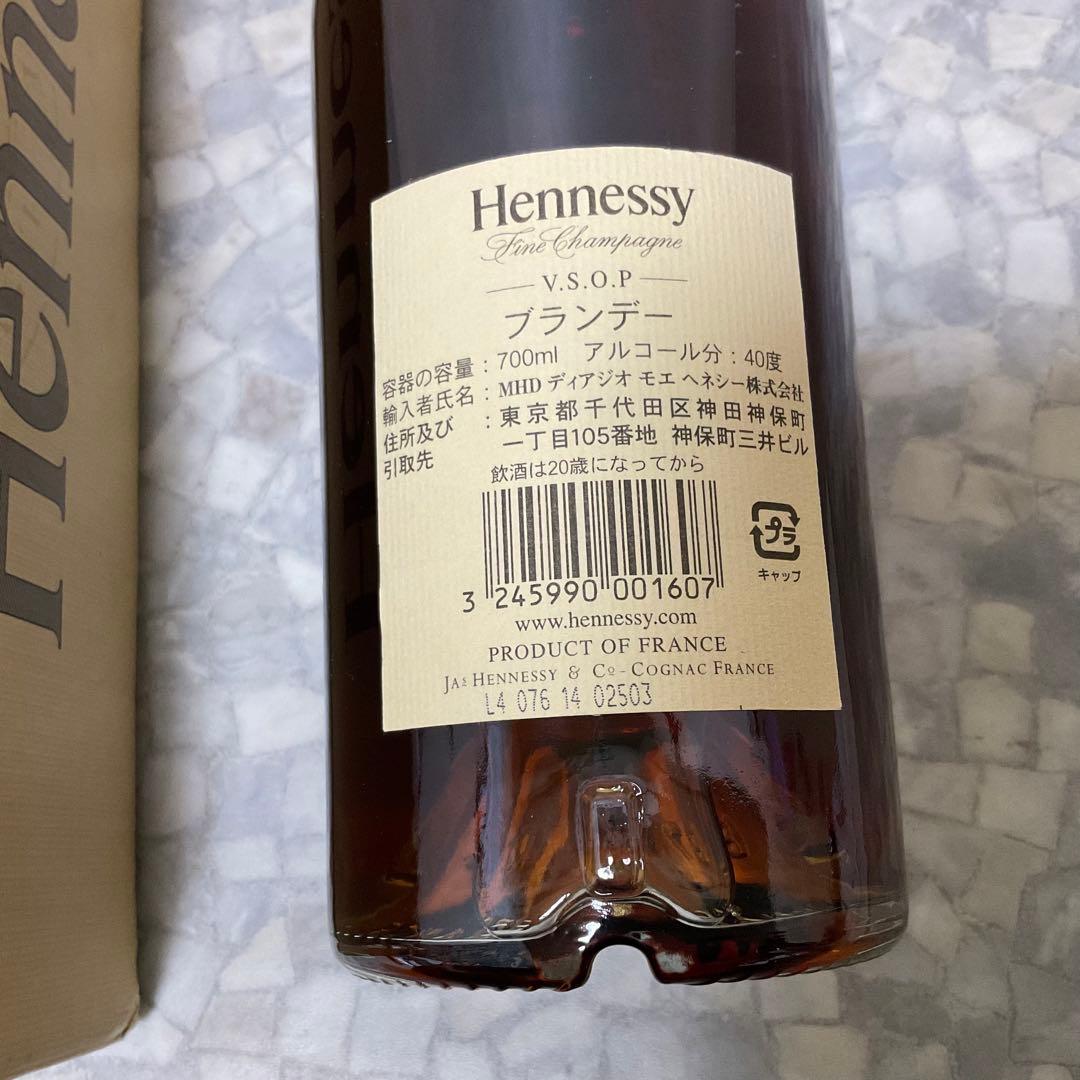 Henn
Hennessy
Fine Champagne
V.S.O.P
ブランデー
容器の容量 : 700ml アルコール分 : 40度
輸入者氏名 : MHD ディアジオ モエ ヘネシー株式会社
住所及び : 東京都千代田区神田神保町
引取先 一丁目105番地 神保町三井ビル
飲酒は20歳になってから
プラ
キャップ
3 245990 001607
www.hennessy.com
PRODUCT OF FRANCE
JAS HENNESSY & CO - COGNAC FRANCE
L4 076 14 02503